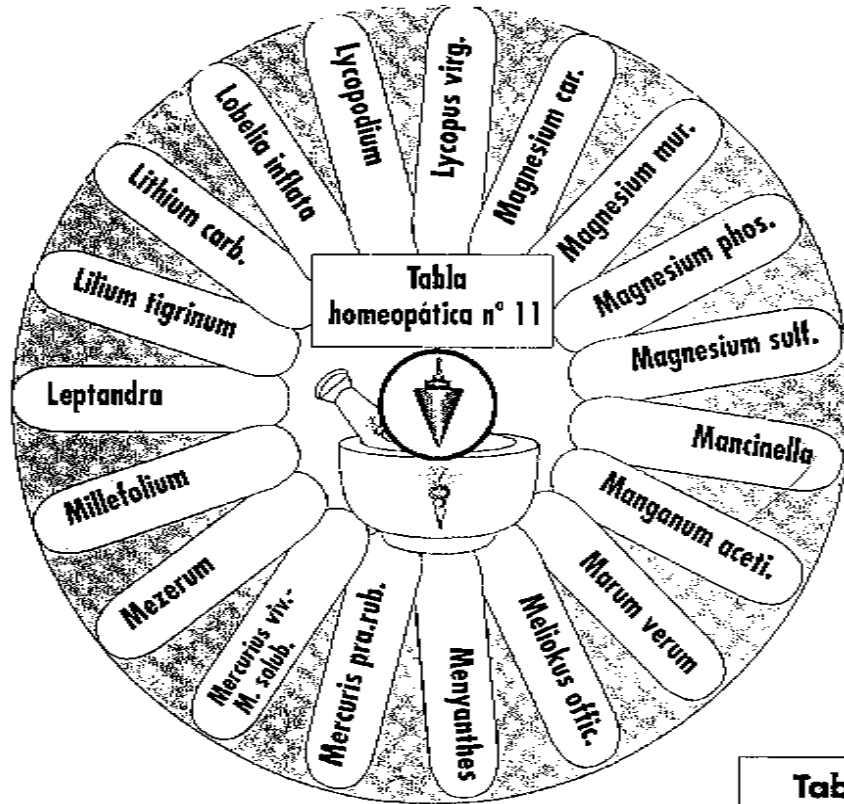 Tabla
homeopática nº 11
Leptandra
Lilium tigrinum
Lithium carb.
Lobelia inflata
Lycopodium
Lycopus virg.
Magnesium car.
Magnesium mur.
Magnesium phos.
Magnesium sulf.
Mancinella
Manganum aceti.
Marum verum
Meliokus offic.
Menyanthes
Mercuris pra.rub.
Mercurius viv.-
M. solub.
Mezerum
Millefolium
Tab